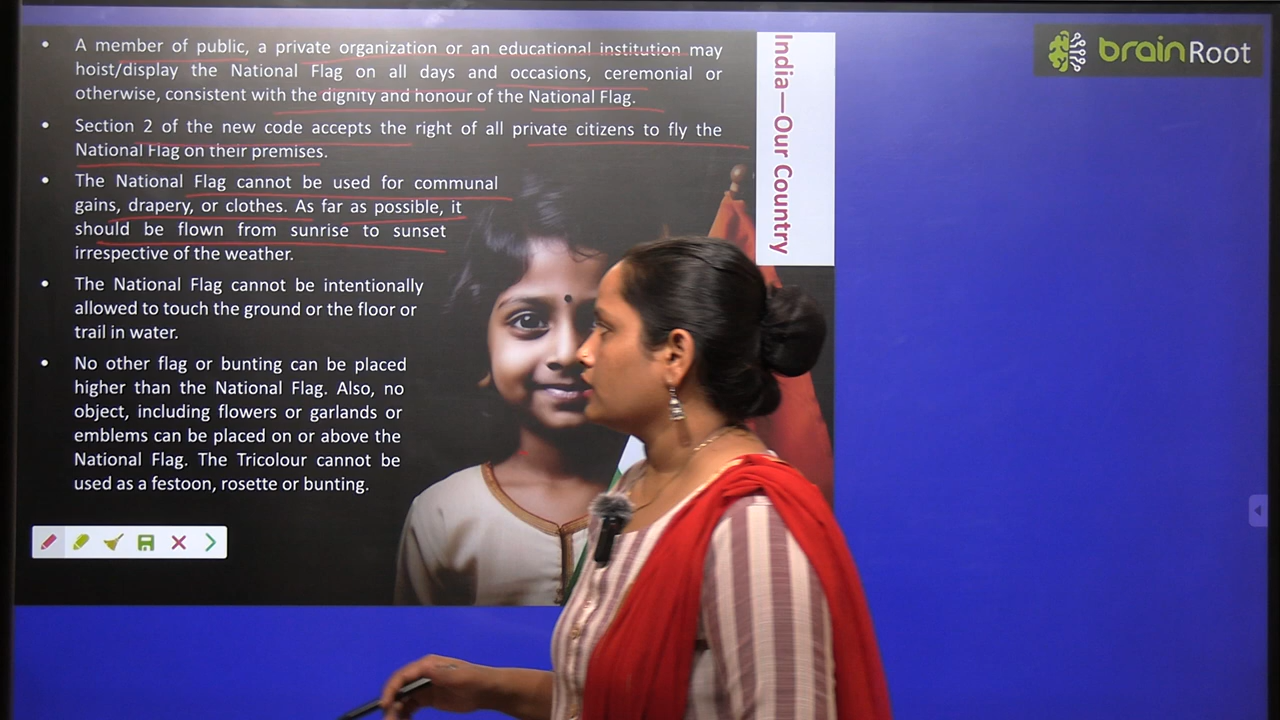 • A member of public, a private organization or an educational institution may
hoist/display the National Flag on all days and occasions, ceremonial or
otherwise, consistent with the dignity and honour of the National Flag.
• Section 2 of the new code accepts the right of all private citizens to fly the
National Flag on their premises.
• The National Flag cannot be used for communal
gains, drapery, or clothes. As far as possible, it
should be flown from sunrise to sunset
irrespective of the weather.
• The National Flag cannot be intentionally
allowed to touch the ground or the floor or
trail in water.
• No other flag or bunting can be placed
higher than the National Flag. Also, no
object, including flowers or garlands or
emblems can be placed on or above the
National Flag. The Tricolour cannot be
used as a festoon, rosette or bunting.
India—Our Country
brainRoot